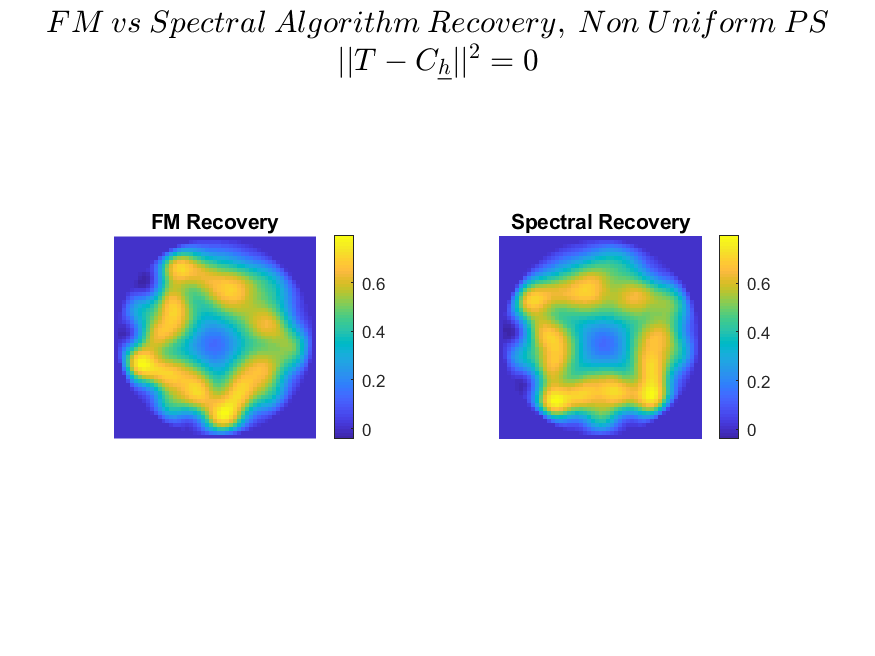 FM vs Spectral Algorithm Recovery, Non Uniform PS
||T − C_h||² = 0
FM Recovery
0.6
0.4
0.2
0
Spectral Recovery
0.6
0.4
0.2
0